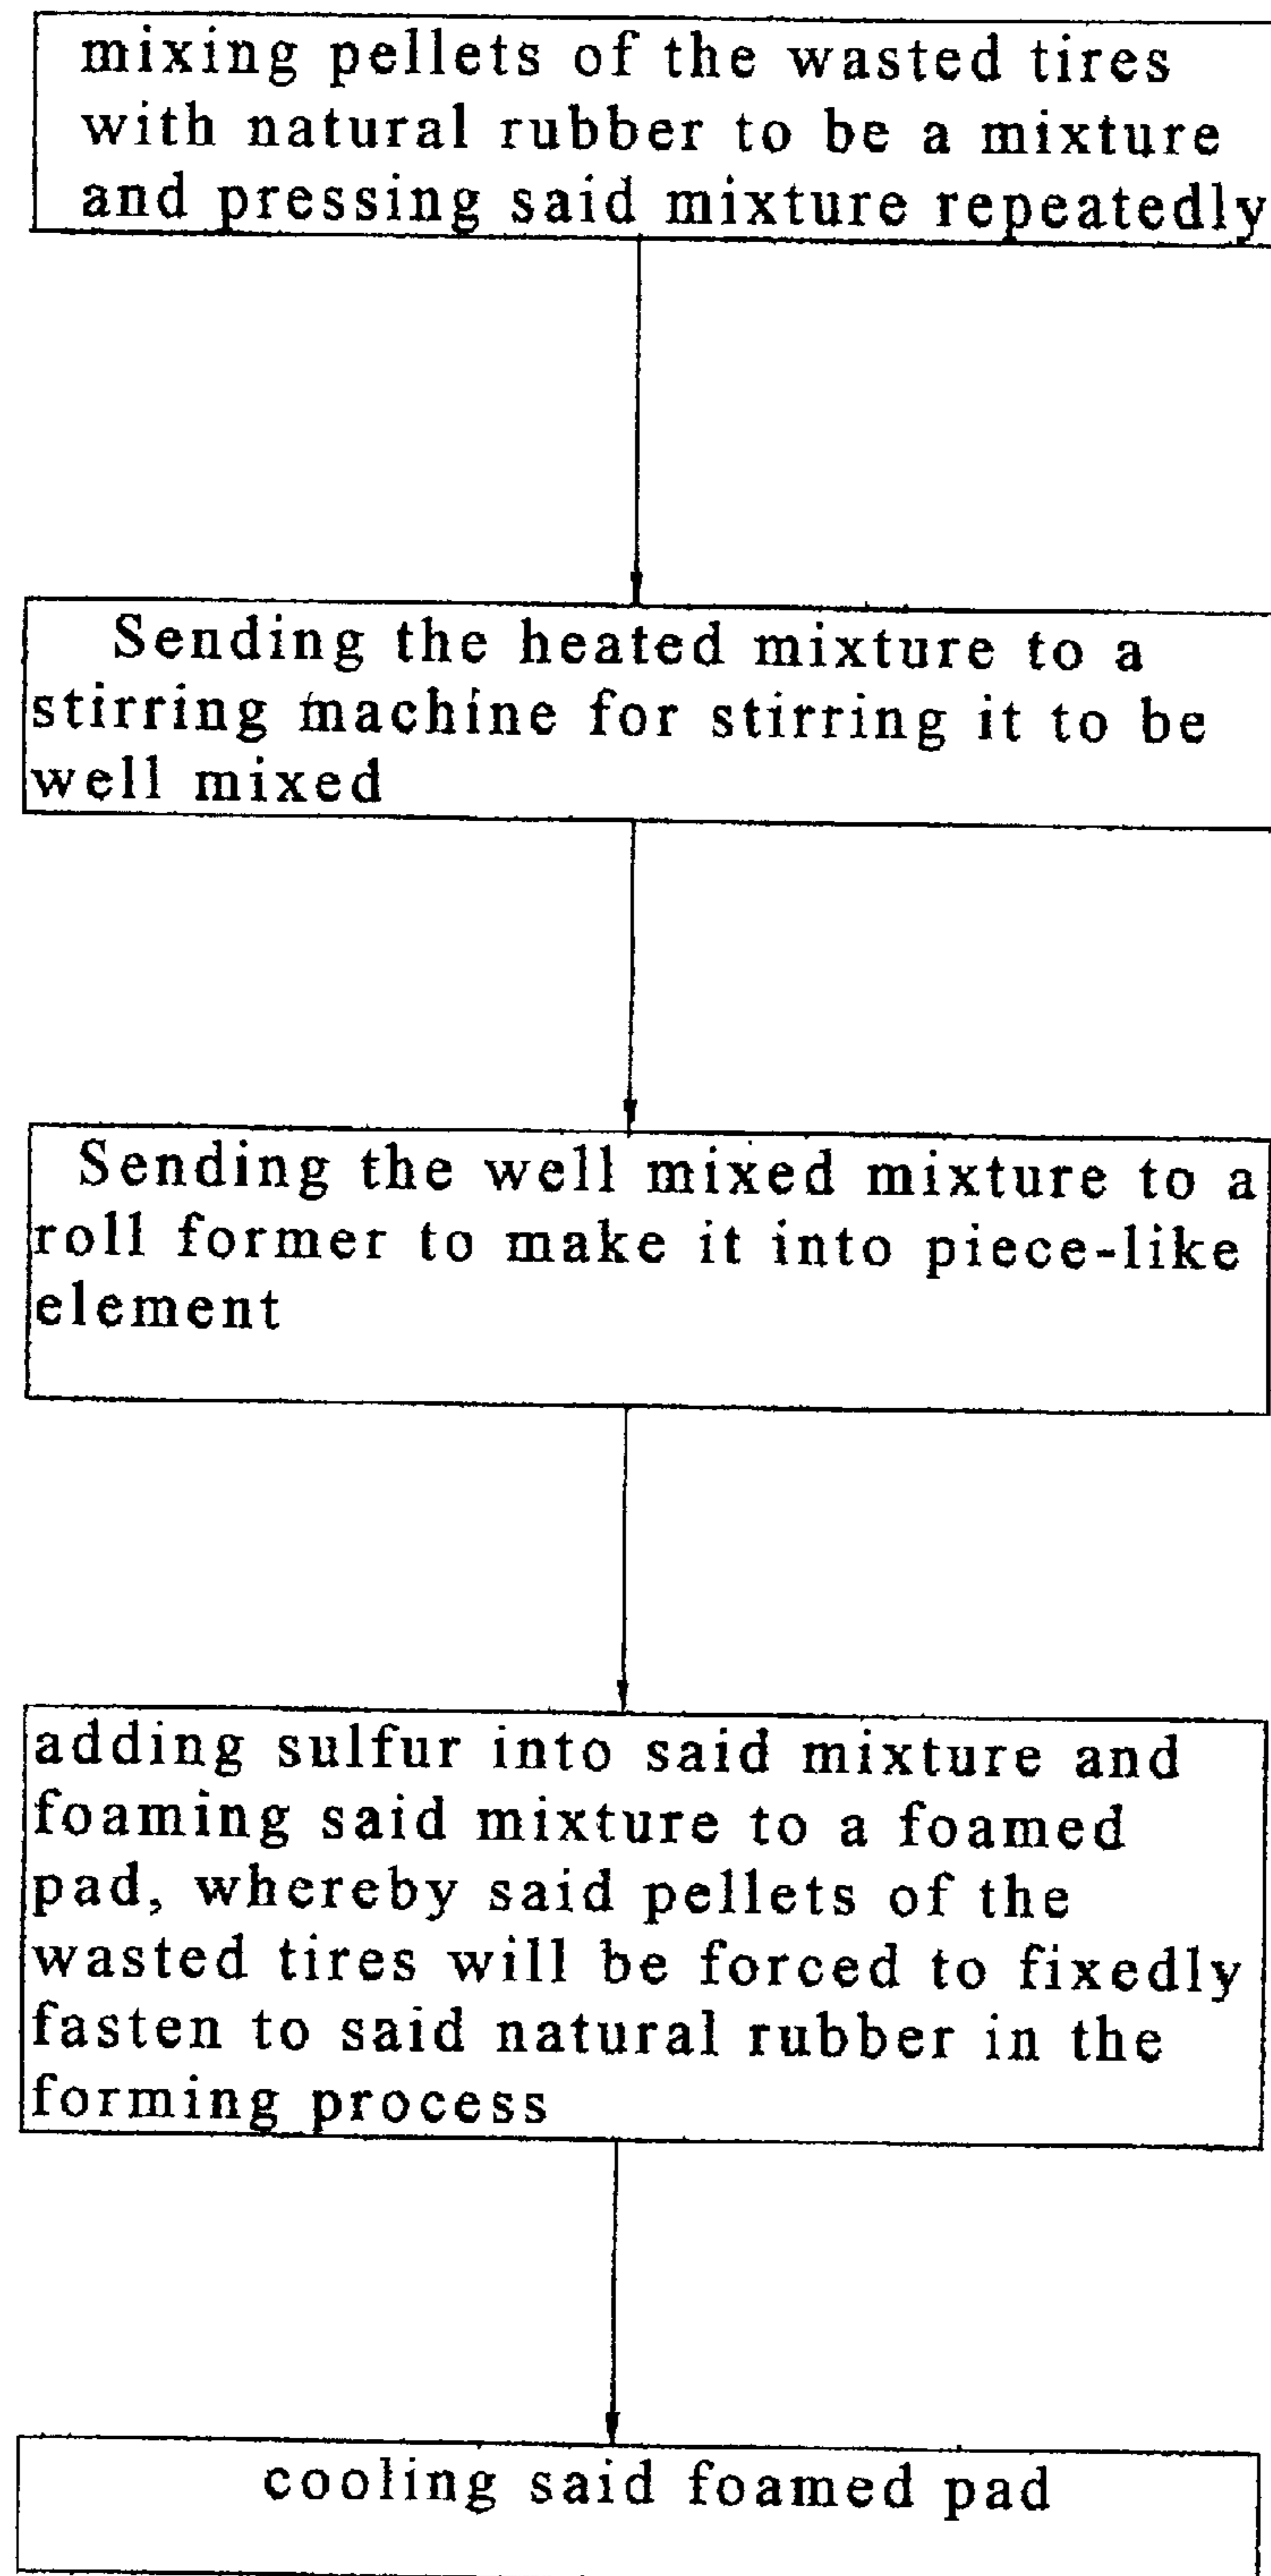 mixing pellets of the wasted tires
with natural rubber to be a mixture
and pressing said mixture repeatedly
Sending the heated mixture to a
stirring machine for stirring it to be
well mixed
Sending the well mixed mixture to a
roll former to make it into piece-like
element
adding sulfur into said mixture and
foaming said mixture to a foamed
pad, whereby said pellets of the
wasted tires will be forced to fixedly
fasten to said natural rubber in the
forming process
cooling said foamed pad